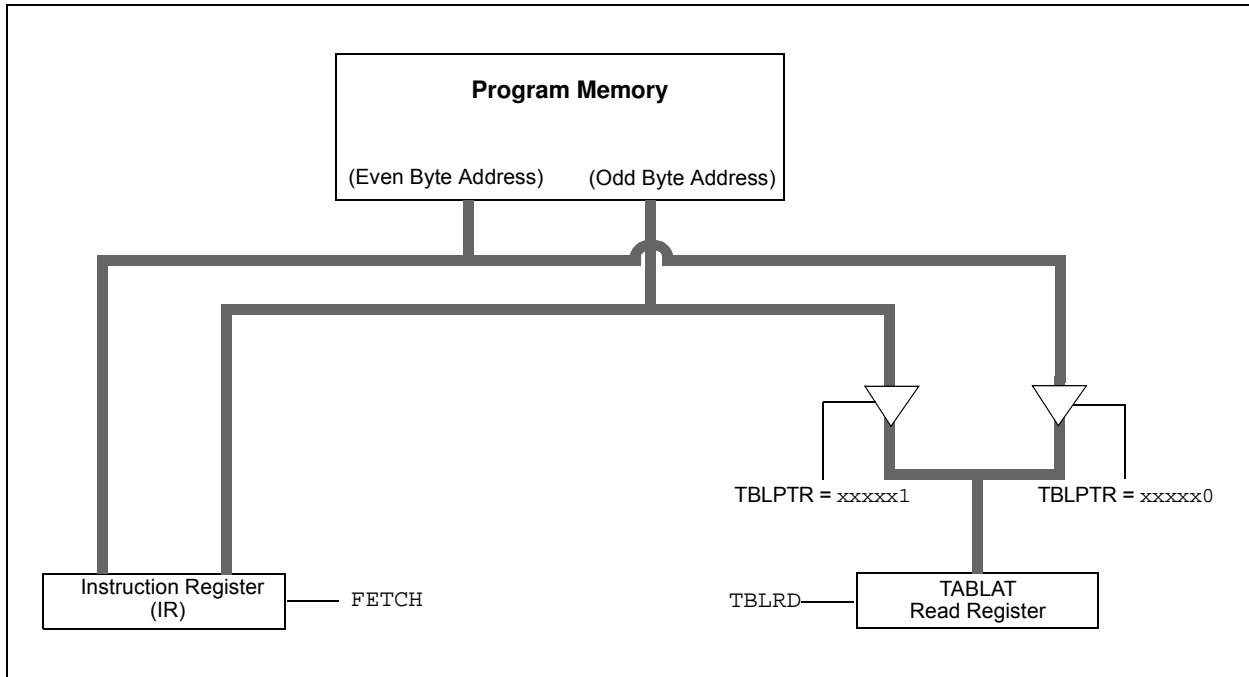 Program Memory
(Even Byte Address) (Odd Byte Address)
TBLPTR = xxxxx1 TBLPTR = xxxxx0
Instruction Register
(IR)
FETCH
TBLRD
TABLAT
Read Register